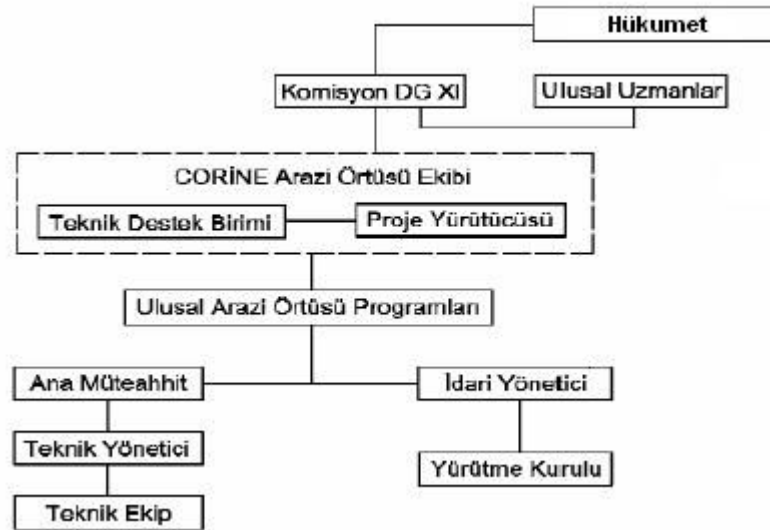 Hükumet
Komisyon DG XI
Ulusal Uzmanlar
CORİNE Arazi Örtüsü Ekibi
Teknik Destek Birimi
Proje Yürütücüsü
Ulusal Arazi Örtüsü Programları
Ana Müteahhit
İdari Yönetici
Teknik Yönetici
Yürütme Kurulu
Teknik Ekip